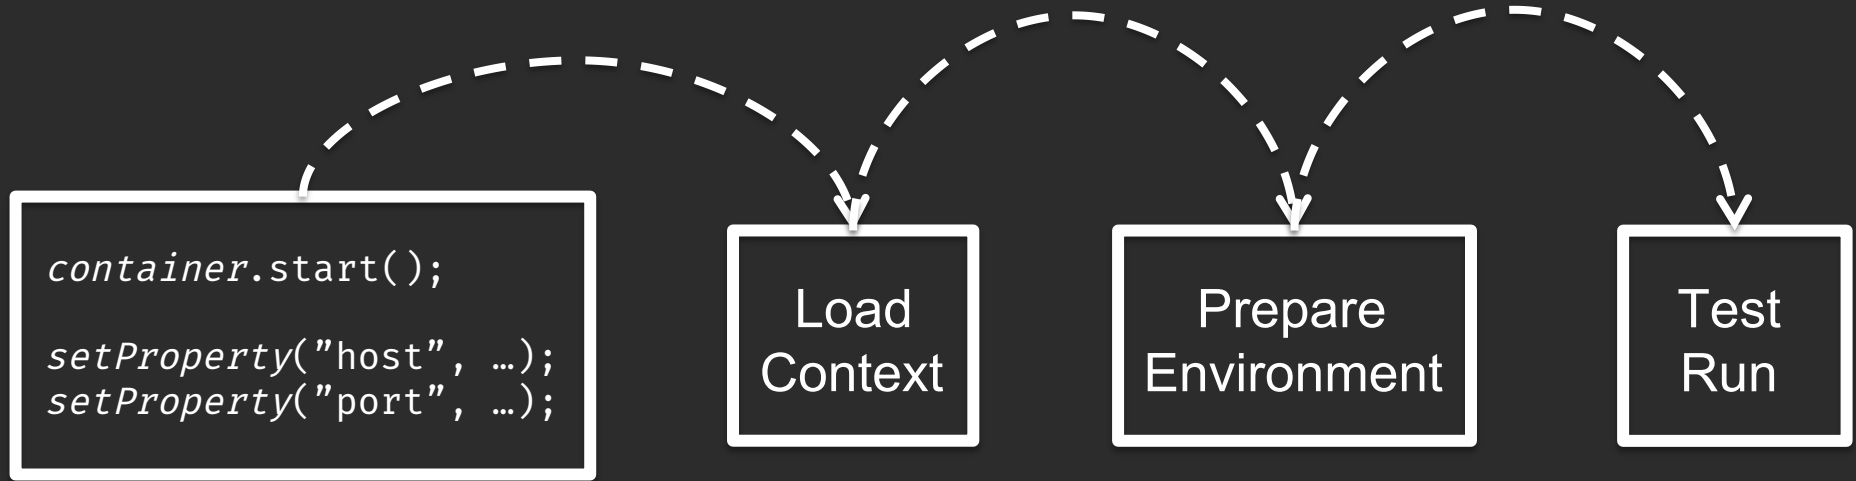 container.start();
setProperty(”host”, …);
setProperty(”port”, …);
Load
Context
Prepare
Environment
Test
Run